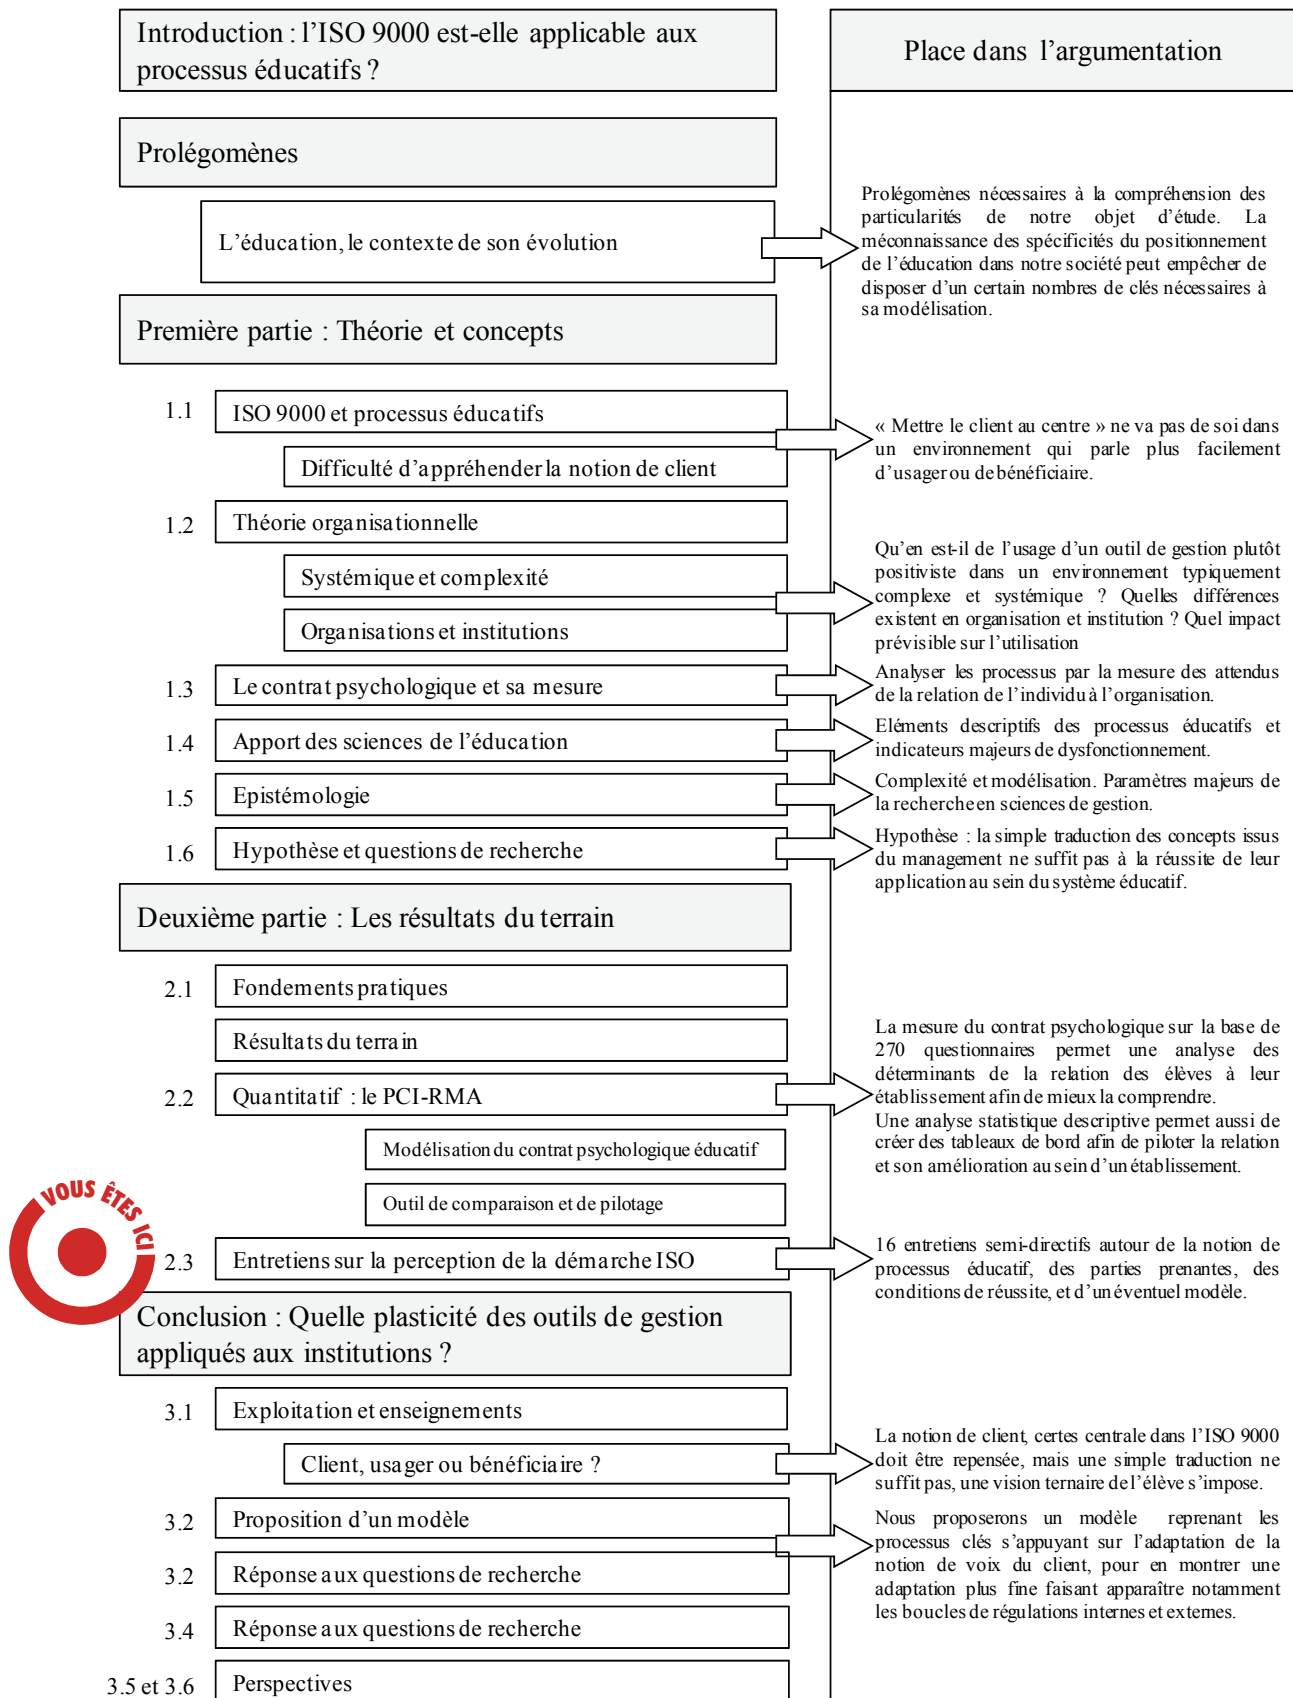 Introduction : l’ISO 9000 est-elle applicable aux
processus éducatifs ?
Place dans l’argumentation
Prolégomènes
L’éducation, le contexte de son évolution
Prolégomènes nécessaires à la compréhension des
particularités de notre objet d’étude. La
méconnaissance des spécificités du positionnement
de l’éducation dans notre société peut empêcher de
disposer d’un certain nombres de clés nécessaires à
sa modélisation.
Première partie : Théorie et concepts
1.1 ISO 9000 et processus éducatifs
Difficulté d’appréhender la notion de client
« Mettre le client au centre » ne va pas de soi dans
un environnement qui parle plus facilement
d’usager ou de bénéficiaire.
1.2 Théorie organisationnelle
Systémique et complexité
Organisations et institutions
Qu’en est-il de l’usage d’un outil de gestion plutôt
positiviste dans un environnement typiquement
complexe et systémique ? Quelles différences
existent en organisation et institution ? Quel impact
prévisible sur l’utilisation
1.3 Le contrat psychologique et sa mesure
Analyser les processus par la mesure des attendus
de la relation de l’individu à l’organisation.
1.4 Apport des sciences de l’éducation
Eléments descriptifs des processus éducatifs et
indicateurs majeurs de dysfonctionnement.
1.5 Epistémologie
Complexité et modélisation. Paramètres majeurs de
la recherche en sciences de gestion.
1.6 Hypothèse et questions de recherche
Hypothèse : la simple traduction des concepts issus
du management ne suffit pas à la réussite de leur
application au sein du système éducatif.
Deuxième partie : Les résultats du terrain
2.1 Fondements pratiques
Résultats du terrain
2.2 Quantitatif : le PCI-RMA
Modélisation du contrat psychologique éducatif
Outil de comparaison et de pilotage
La mesure du contrat psychologique sur la base de
270 questionnaires permet une analyse des
déterminants de la relation des élèves à leur
établissement afin de mieux la comprendre.
Une analyse statistique descriptive permet aussi de
créer des tableaux de bord afin de piloter la relation
et son amélioration au sein d’un établissement.
VOUS ÊTES ICI
2.3 Entretiens sur la perception de la démarche ISO
16 entretiens semi-directifs autour de la notion de
processus éducatif, des parties prenantes, des
conditions de réussite, et d’un éventuel modèle.
Conclusion : Quelle plasticité des outils de gestion
appliqués aux institutions ?
3.1 Exploitation et enseignements
Client, usager ou bénéficiaire ?
La notion de client, certes centrale dans l’ISO 9000
doit être repensée, mais une simple traduction ne
suffit pas, une vision ternaire de l’élève s’impose.
3.2 Proposition d’un modèle
Nous proposerons un modèle reprenant les
processus clés s’appuyant sur l’adaptation de la
notion de voix du client, pour en montrer une
adaptation plus fine faisant apparaître notamment
les boucles de régulations internes et externes.
3.2 Réponse aux questions de recherche
3.4 Réponse aux questions de recherche
3.5 et 3.6 Perspectives